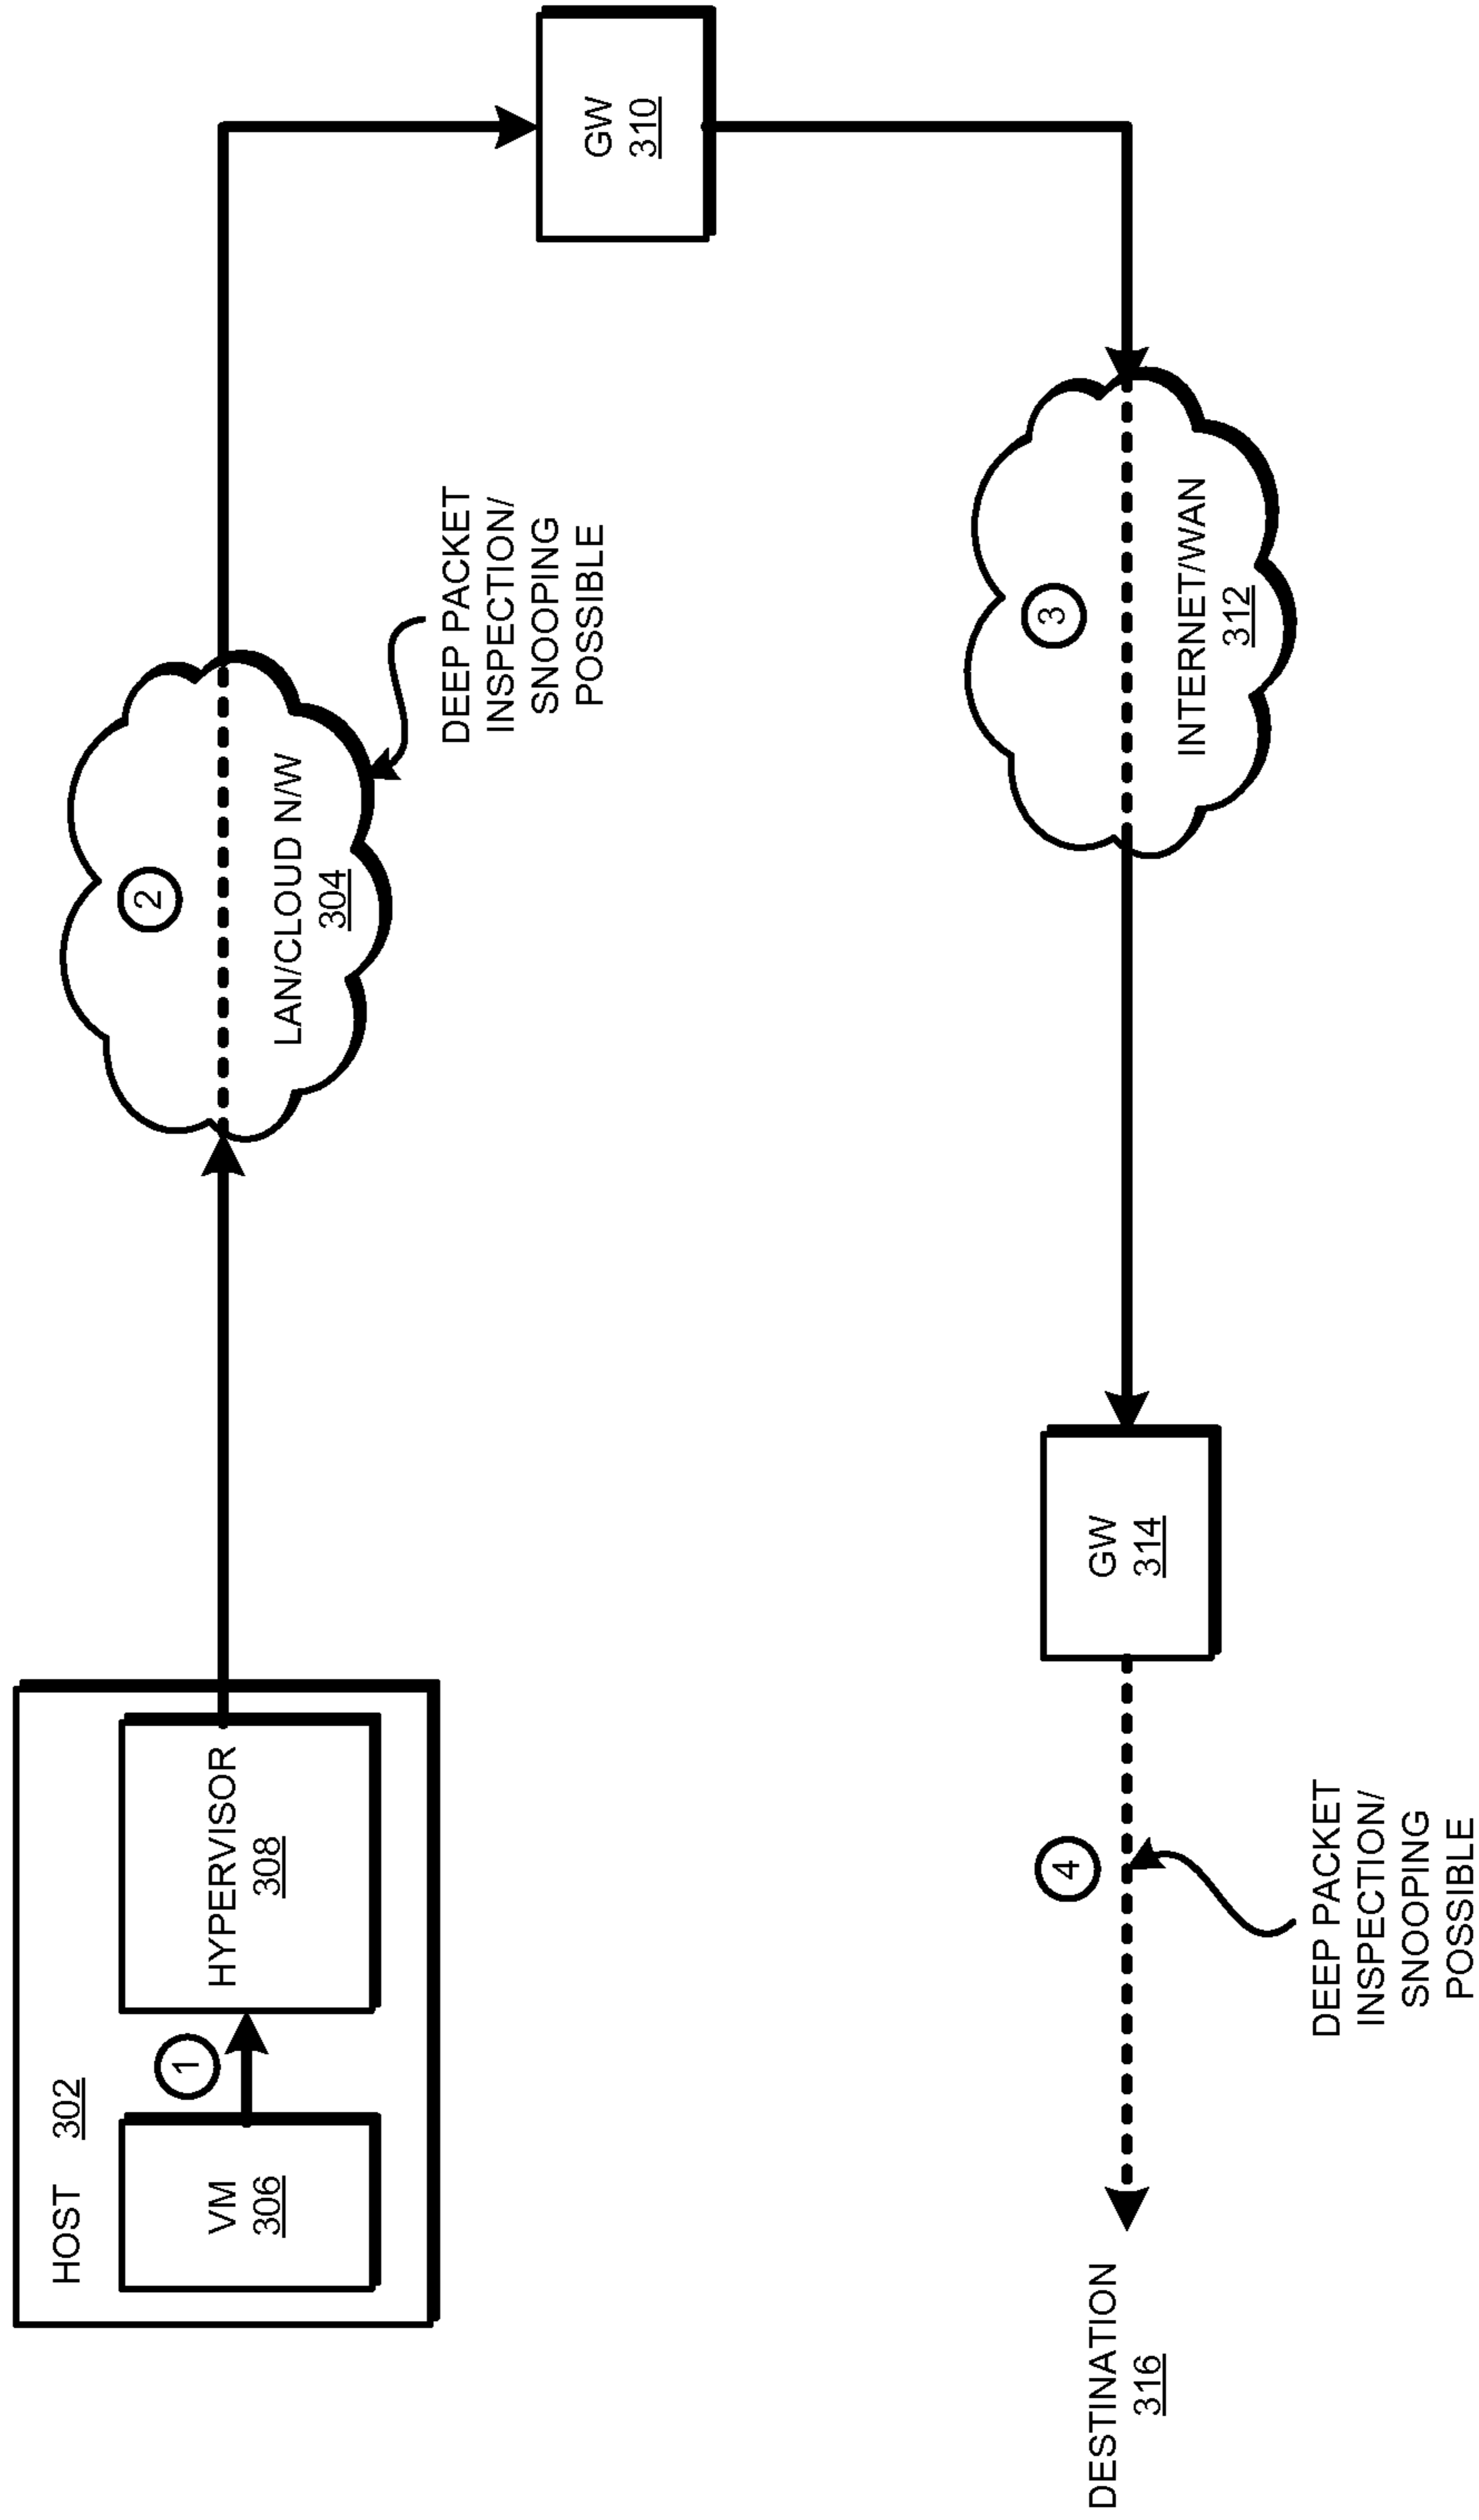 HOST 302
VM
306
1
HYPERVISOR
308
2
LAN/CLOUD N/W
304
DEEP PACKET
INSPECTION/
SNOOPING
POSSIBLE
GW
310
3
INTERNET/WAN
312
GW
314
4
DEEP PACKET
INSPECTION/
SNOOPING
POSSIBLE
DESTINATION
316